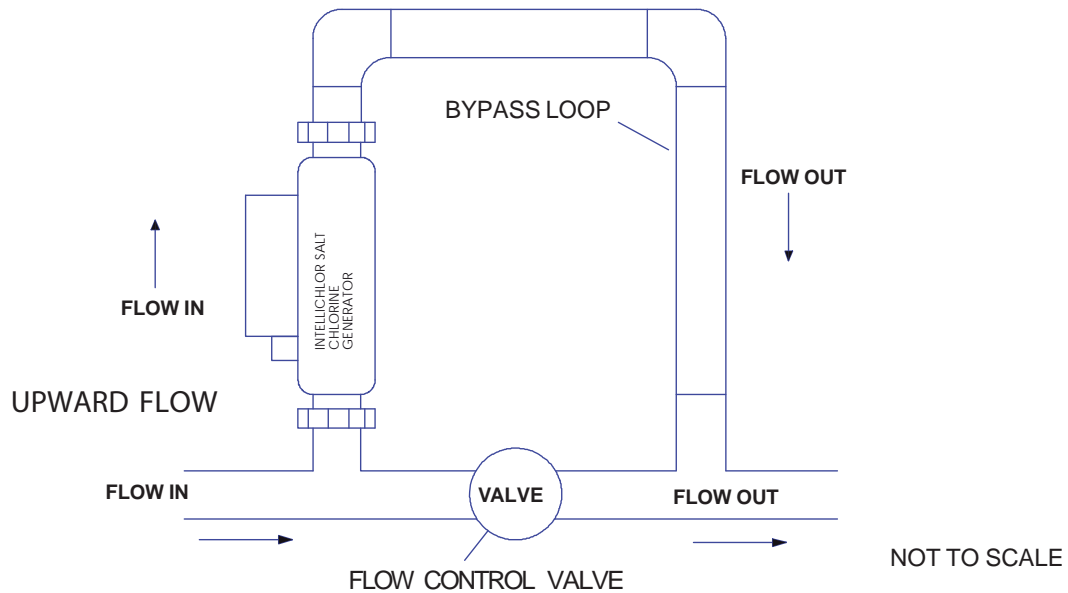 BYPASS LOOP
FLOW OUT
INTELLICHLOR SALT
CHLORINE
GENERATOR
FLOW IN
UPWARD FLOW
FLOW IN
VALVE
FLOW OUT
FLOW CONTROL VALVE
NOT TO SCALE